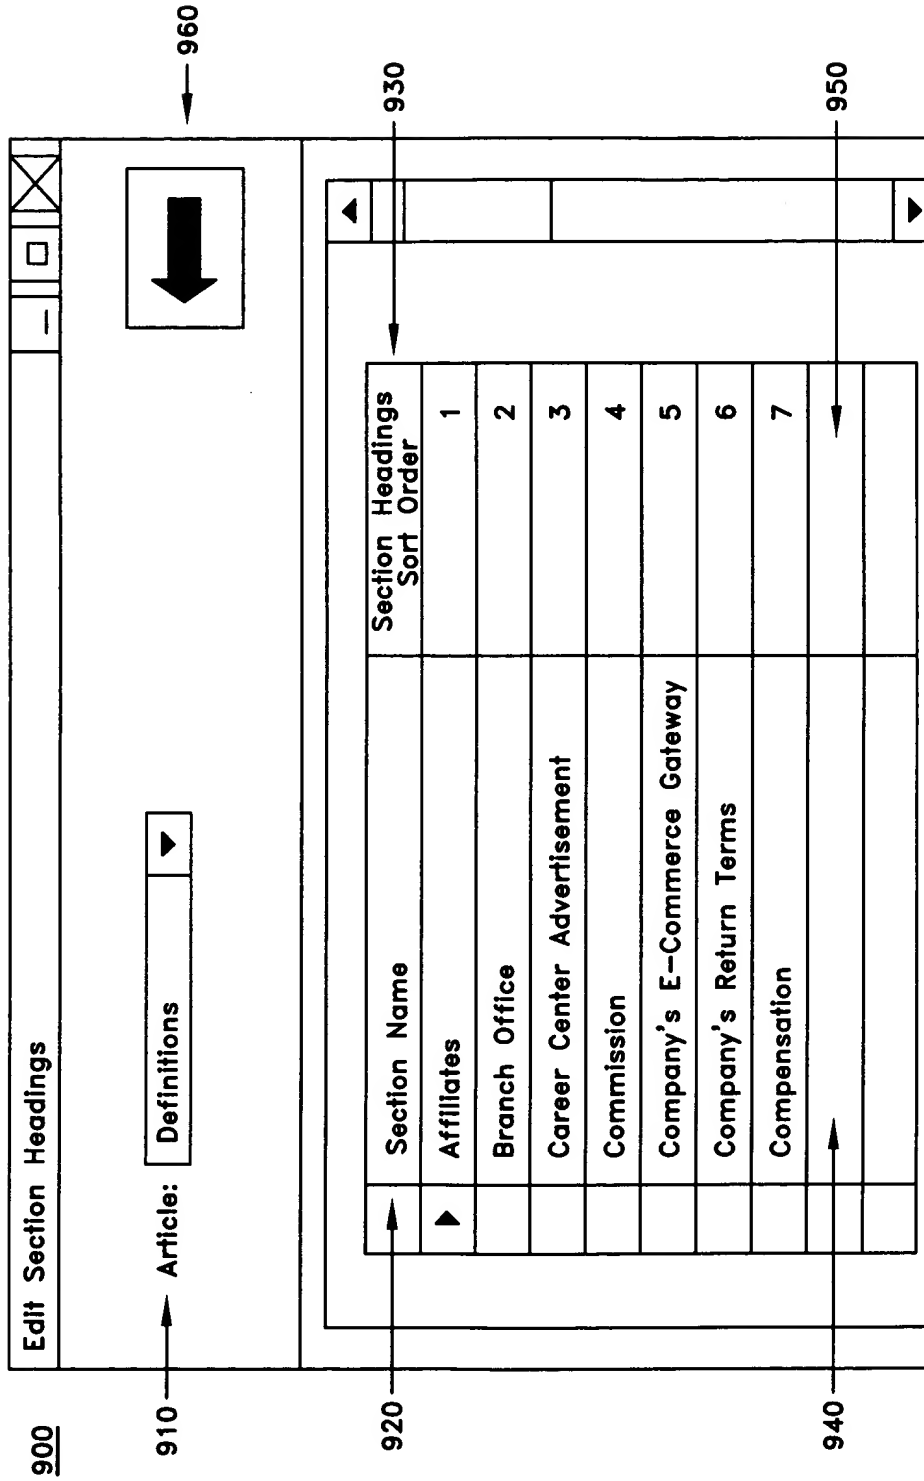 900
Edit Section Headings
960
910
Article: Definitions
920
930
Section Name Section Headings Sort Order
Affiliates 1
Branch Office 2
Career Center Advertisement 3
Commission 4
Company's E-Commerce Gateway 5
Company's Return Terms 6
Compensation 7
940
950